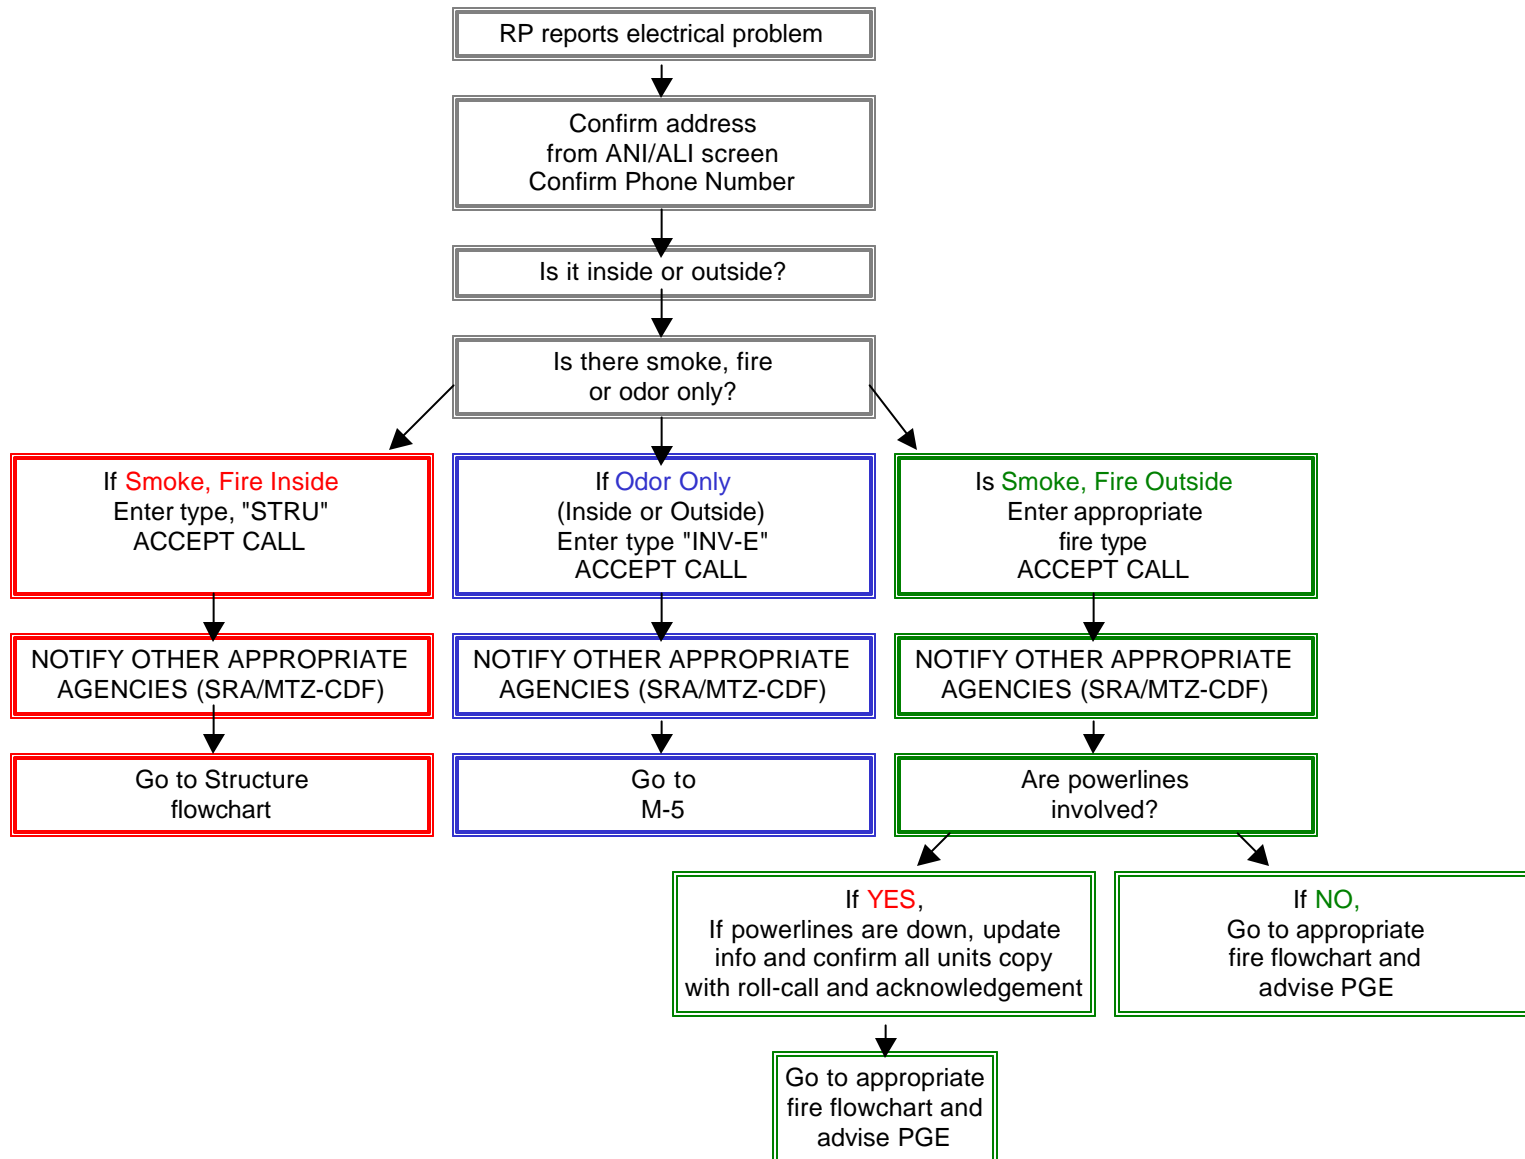 RP reports electrical problem
Confirm address
from ANI/ALI screen
Confirm Phone Number
Is it inside or outside?
Is there smoke, fire
or odor only?
If Smoke, Fire Inside
Enter type, "STRU"
ACCEPT CALL
If Odor Only
(Inside or Outside)
Enter type "INV-E"
ACCEPT CALL
Is Smoke, Fire Outside
Enter appropriate
fire type
ACCEPT CALL
NOTIFY OTHER APPROPRIATE
AGENCIES (SRA/MTZ-CDF)
NOTIFY OTHER APPROPRIATE
AGENCIES (SRA/MTZ-CDF)
NOTIFY OTHER APPROPRIATE
AGENCIES (SRA/MTZ-CDF)
Go to Structure
flowchart
Go to
M-5
Are powerlines
involved?
If YES,
If powerlines are down, update
info and confirm all units copy
with roll-call and acknowledgement
If NO,
Go to appropriate
fire flowchart and
advise PGE
Go to appropriate
fire flowchart and
advise PGE